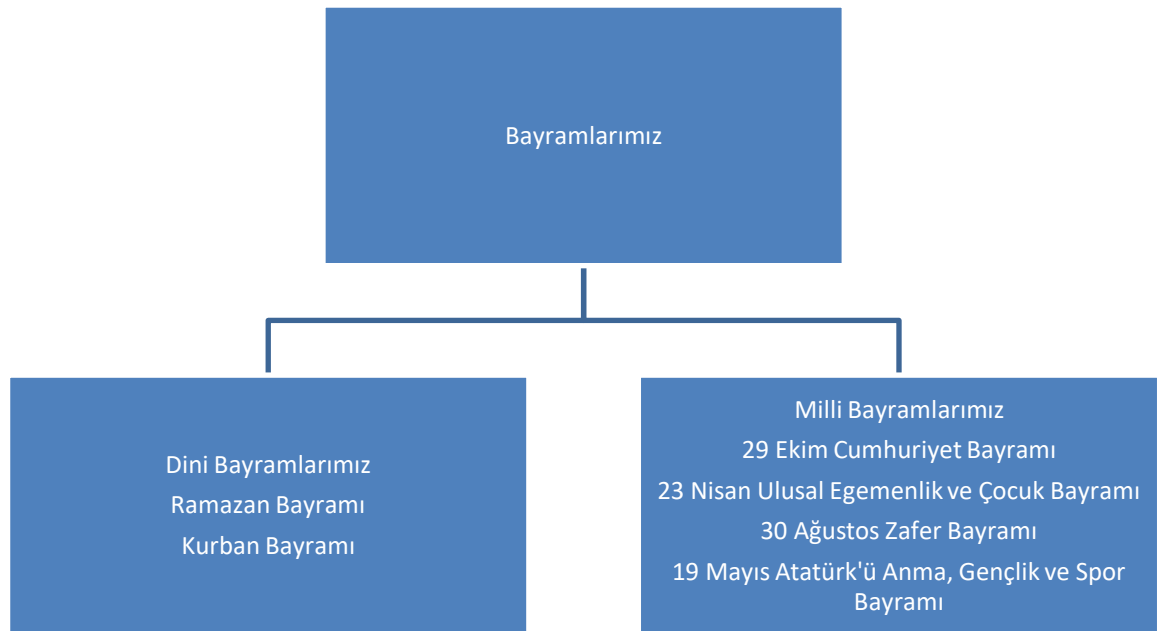 Bayramlarımız
Dini Bayramlarımız
Ramazan Bayramı
Kurban Bayramı
Milli Bayramlarımız
29 Ekim Cumhuriyet Bayramı
23 Nisan Ulusal Egemenlik ve Çocuk Bayramı
30 Ağustos Zafer Bayramı
19 Mayıs Atatürk'ü Anma, Gençlik ve Spor
Bayramı